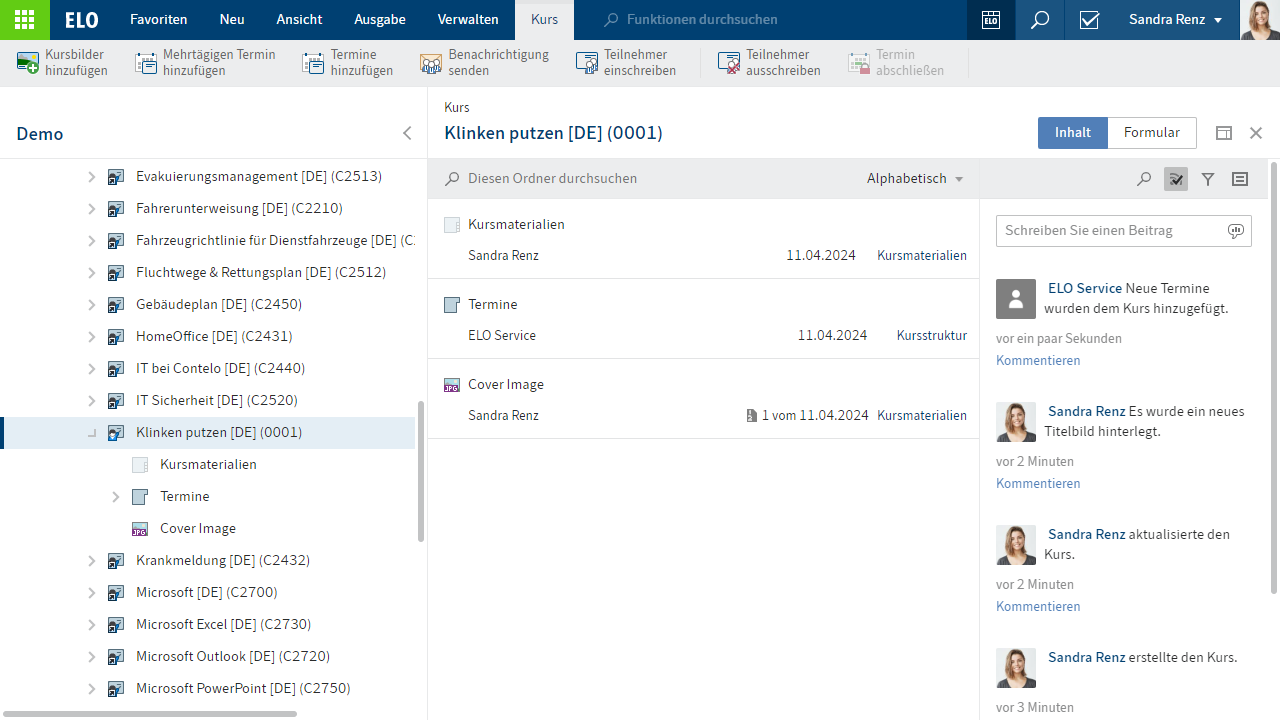 ELO
Favoriten
Neu
Ansicht
Ausgabe
Verwalten
Kurs
Funktionen durchsuchen
ELO
Sandra Renz
Kursbilder
hinzufügen
Mehrtägigen Termin
hinzufügen
Termine
hinzufügen
Benachrichtigung
senden
Teilnehmer
einschreiben
Teilnehmer
ausschreiben
Termin
abschließen
Demo
Evakuierungsmanagement [DE] (C2513)
Fahrerunterweisung [DE] (C2210)
Fahrzeugrichtlinie für Dienstfahrzeuge [DE] (C
Fluchtwege & Rettungsplan [DE] (C2512)
Gebäudeplan [DE] (C2450)
HomeOffice [DE] (C2431)
IT bei Contelo [DE] (C2440)
IT Sicherheit [DE] (C2520)
Klinken putzen [DE] (0001)
Kursmaterialien
Termine
JPG
Cover Image
Krankmeldung [DE] (C2432)
Microsoft [DE] (C2700)
Microsoft Excel [DE] (C2730)
Microsoft Outlook [DE] (C2720)
Microsoft PowerPoint [DE] (C2750)
Kurs
Klinken putzen [DE] (0001)
Inhalt
Formular
Diesen Ordner durchsuchen
Alphabetisch
Kursmaterialien
Sandra Renz 11.04.2024 Kursmaterialien
Termine
ELO Service 11.04.2024 Kursstruktur
JPG
Cover Image
Sandra Renz 1 vom 11.04.2024 Kursmaterialien
Schreiben Sie einen Beitrag
ELO Service Neue Termine
wurden dem Kurs hinzugefügt.
vor ein paar Sekunden
Kommentieren
Sandra Renz Es wurde ein neues
Titelbild hinterlegt.
vor 2 Minuten
Kommentieren
Sandra Renz aktualisierte den
Kurs.
vor 2 Minuten
Kommentieren
Sandra Renz erstellte den Kurs.
vor 3 Minuten